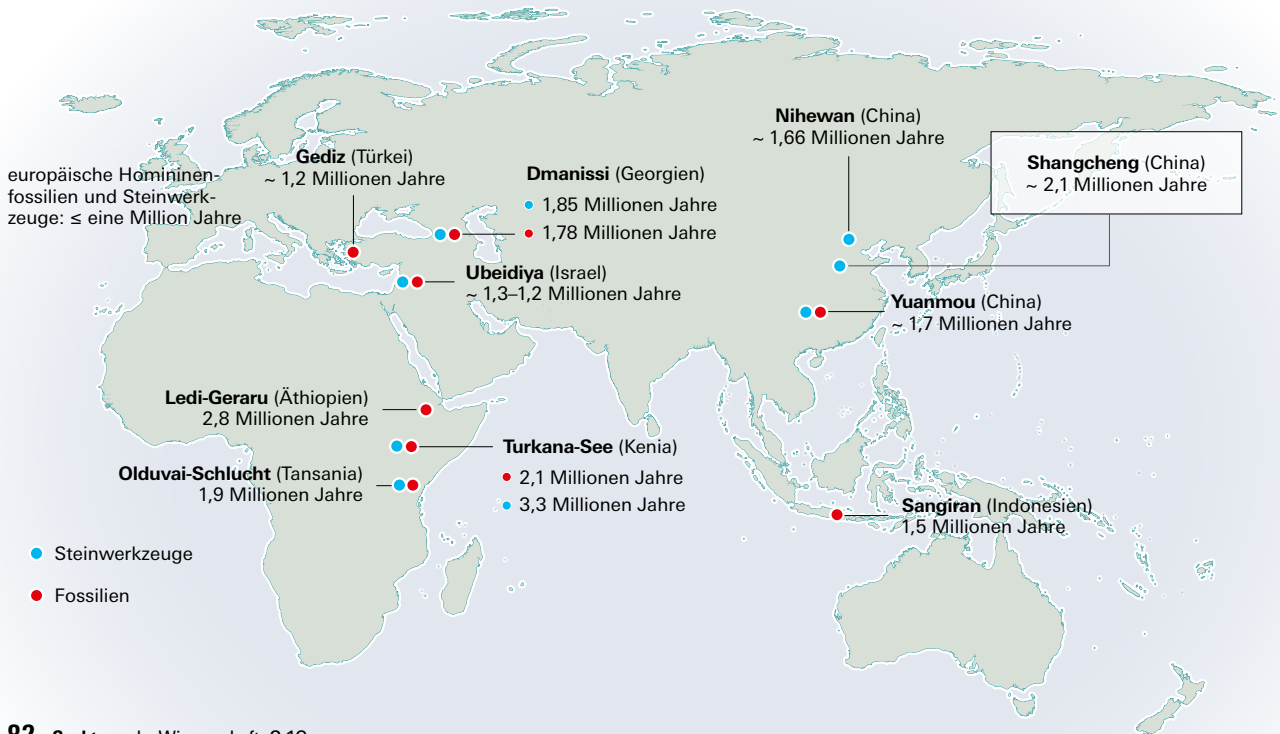 Nihewan (China)
~ 1,66 Millionen Jahre
Shangcheng (China)
~ 2,1 Millionen Jahre
Gediz (Türkei)
~ 1,2 Millionen Jahre
europäische Homininen-
fossilien und Steinwerk-
zeuge: ≤ eine Million Jahre
Dmanissi (Georgien)
1,85 Millionen Jahre
1,78 Millionen Jahre
Ubeidiya (Israel)
~ 1,3–1,2 Millionen Jahre
Yuanmou (China)
~ 1,7 Millionen Jahre
Ledi-Geraru (Äthiopien)
2,8 Millionen Jahre
Turkana-See (Kenia)
2,1 Millionen Jahre
3,3 Millionen Jahre
Olduvai-Schlucht (Tansania)
1,9 Millionen Jahre
Sangiran (Indonesien)
1,5 Millionen Jahre
Steinwerkzeuge
Fossilien